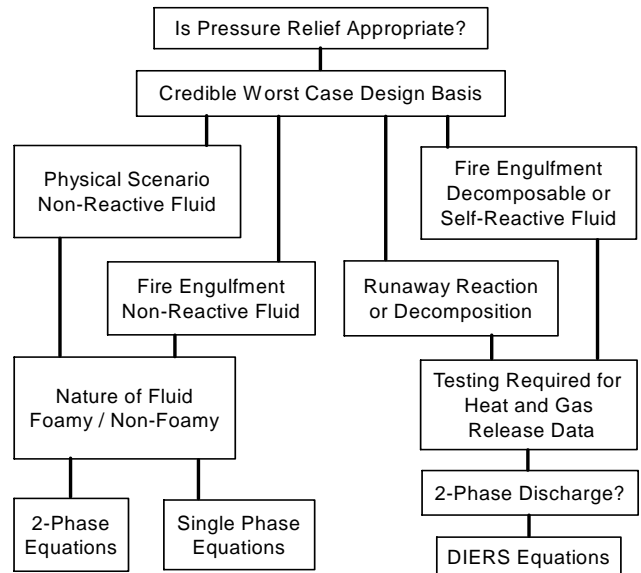 Is Pressure Relief Appropriate?
Credible Worst Case Design Basis
Physical Scenario
Non-Reactive Fluid
Fire Engulfment
Decomposable or
Self-Reactive Fluid
Fire Engulfment
Non-Reactive Fluid
Runaway Reaction
or Decomposition
Nature of Fluid
Foamy / Non-Foamy
Testing Required for
Heat and Gas
Release Data
2-Phase Discharge?
2-Phase
Equations
Single Phase
Equations
DIERS Equations